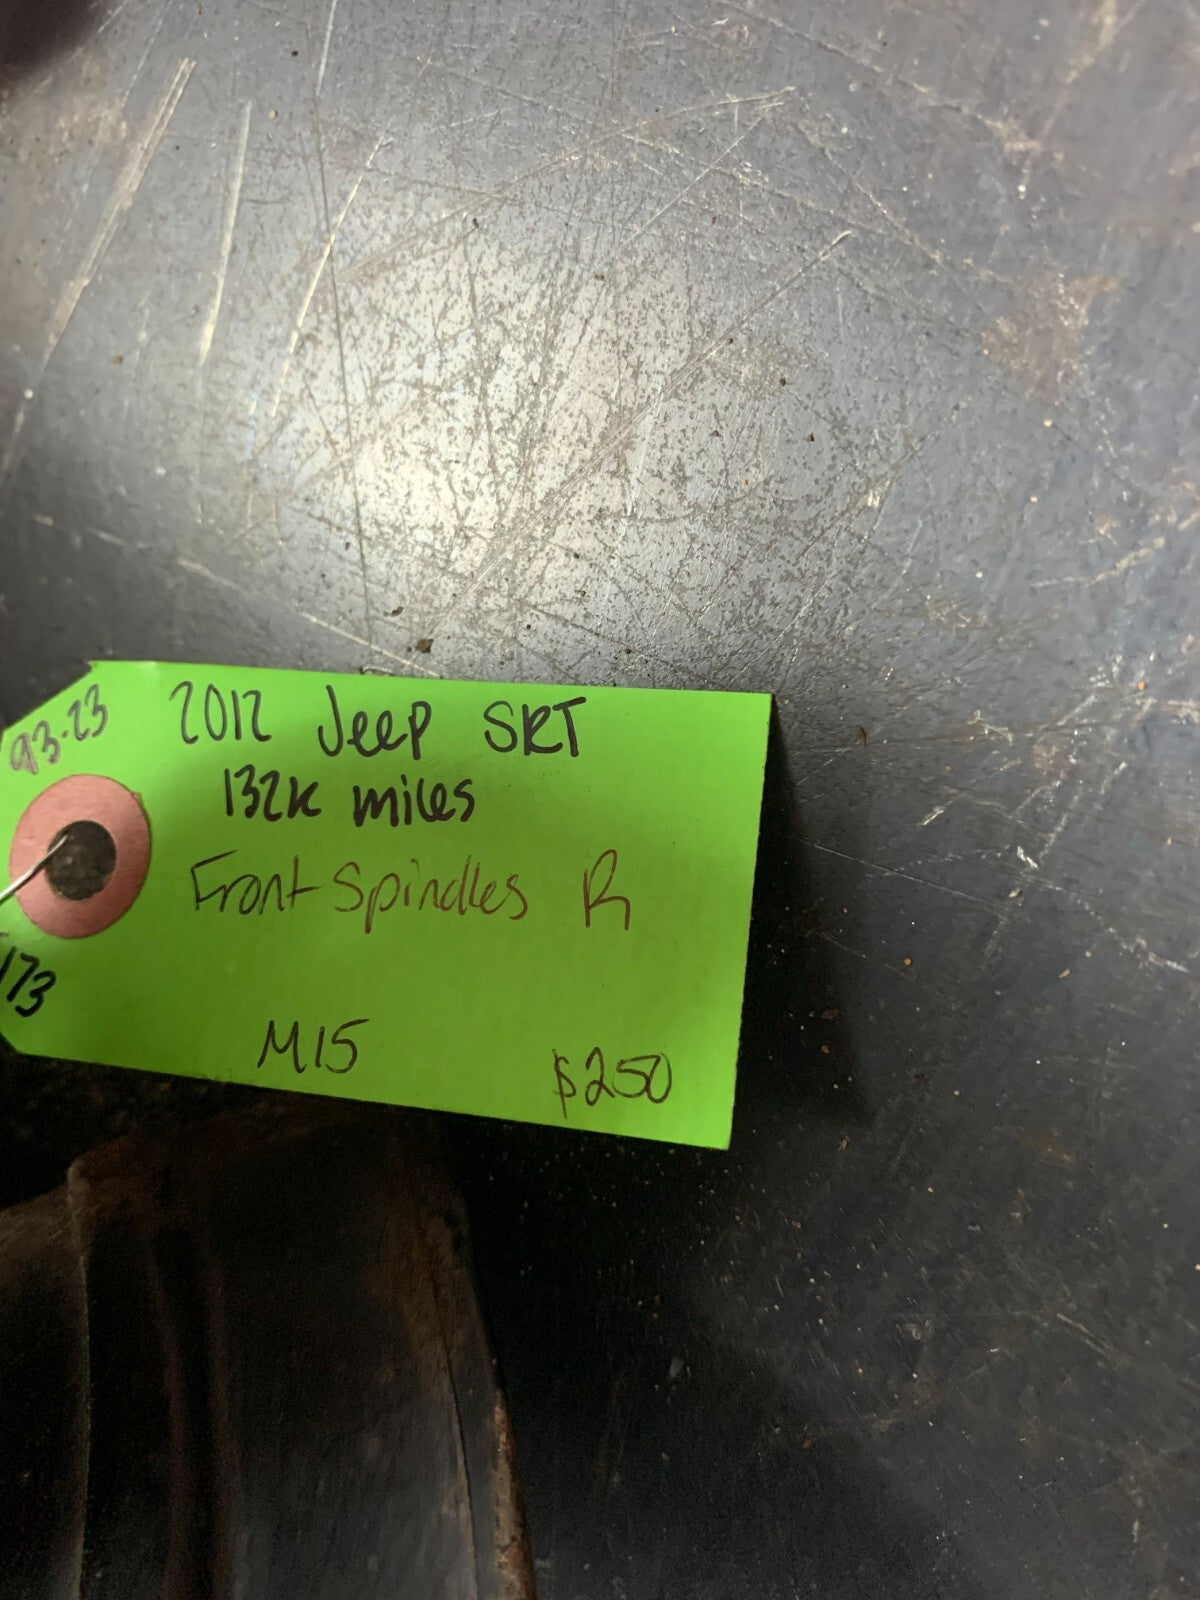 93-23
2012 Jeep SRT
132K miles
Front Spindles R
173
M15
$250